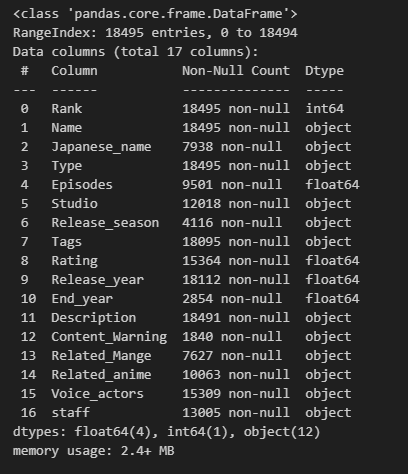 <class 'pandas.core.frame.DataFrame'>
RangeIndex: 18495 entries, 0 to 18494
Data columns (total 17 columns):
 #   Column           Non-Null Count  Dtype
---  ------           --------------  -----
 0   Rank             18495 non-null  int64
 1   Name             18495 non-null  object
 2   Japanese_name    7938 non-null   object
 3   Type             18495 non-null  object
 4   Episodes         9501 non-null   float64
 5   Studio           12018 non-null  object
 6   Release_season   4116 non-null   object
 7   Tags             18095 non-null  object
 8   Rating           15364 non-null  float64
 9   Release_year     18112 non-null  float64
 10  End_year         2854 non-null   float64
 11  Description      18491 non-null  object
 12  Content_Warning  1840 non-null   object
 13  Related_Mange    7627 non-null   object
 14  Related_anime    10063 non-null  object
 15  Voice_actors     15309 non-null  object
 16  staff            13005 non-null  object
dtypes: float64(4), int64(1), object(12)
memory usage: 2.4+ MB